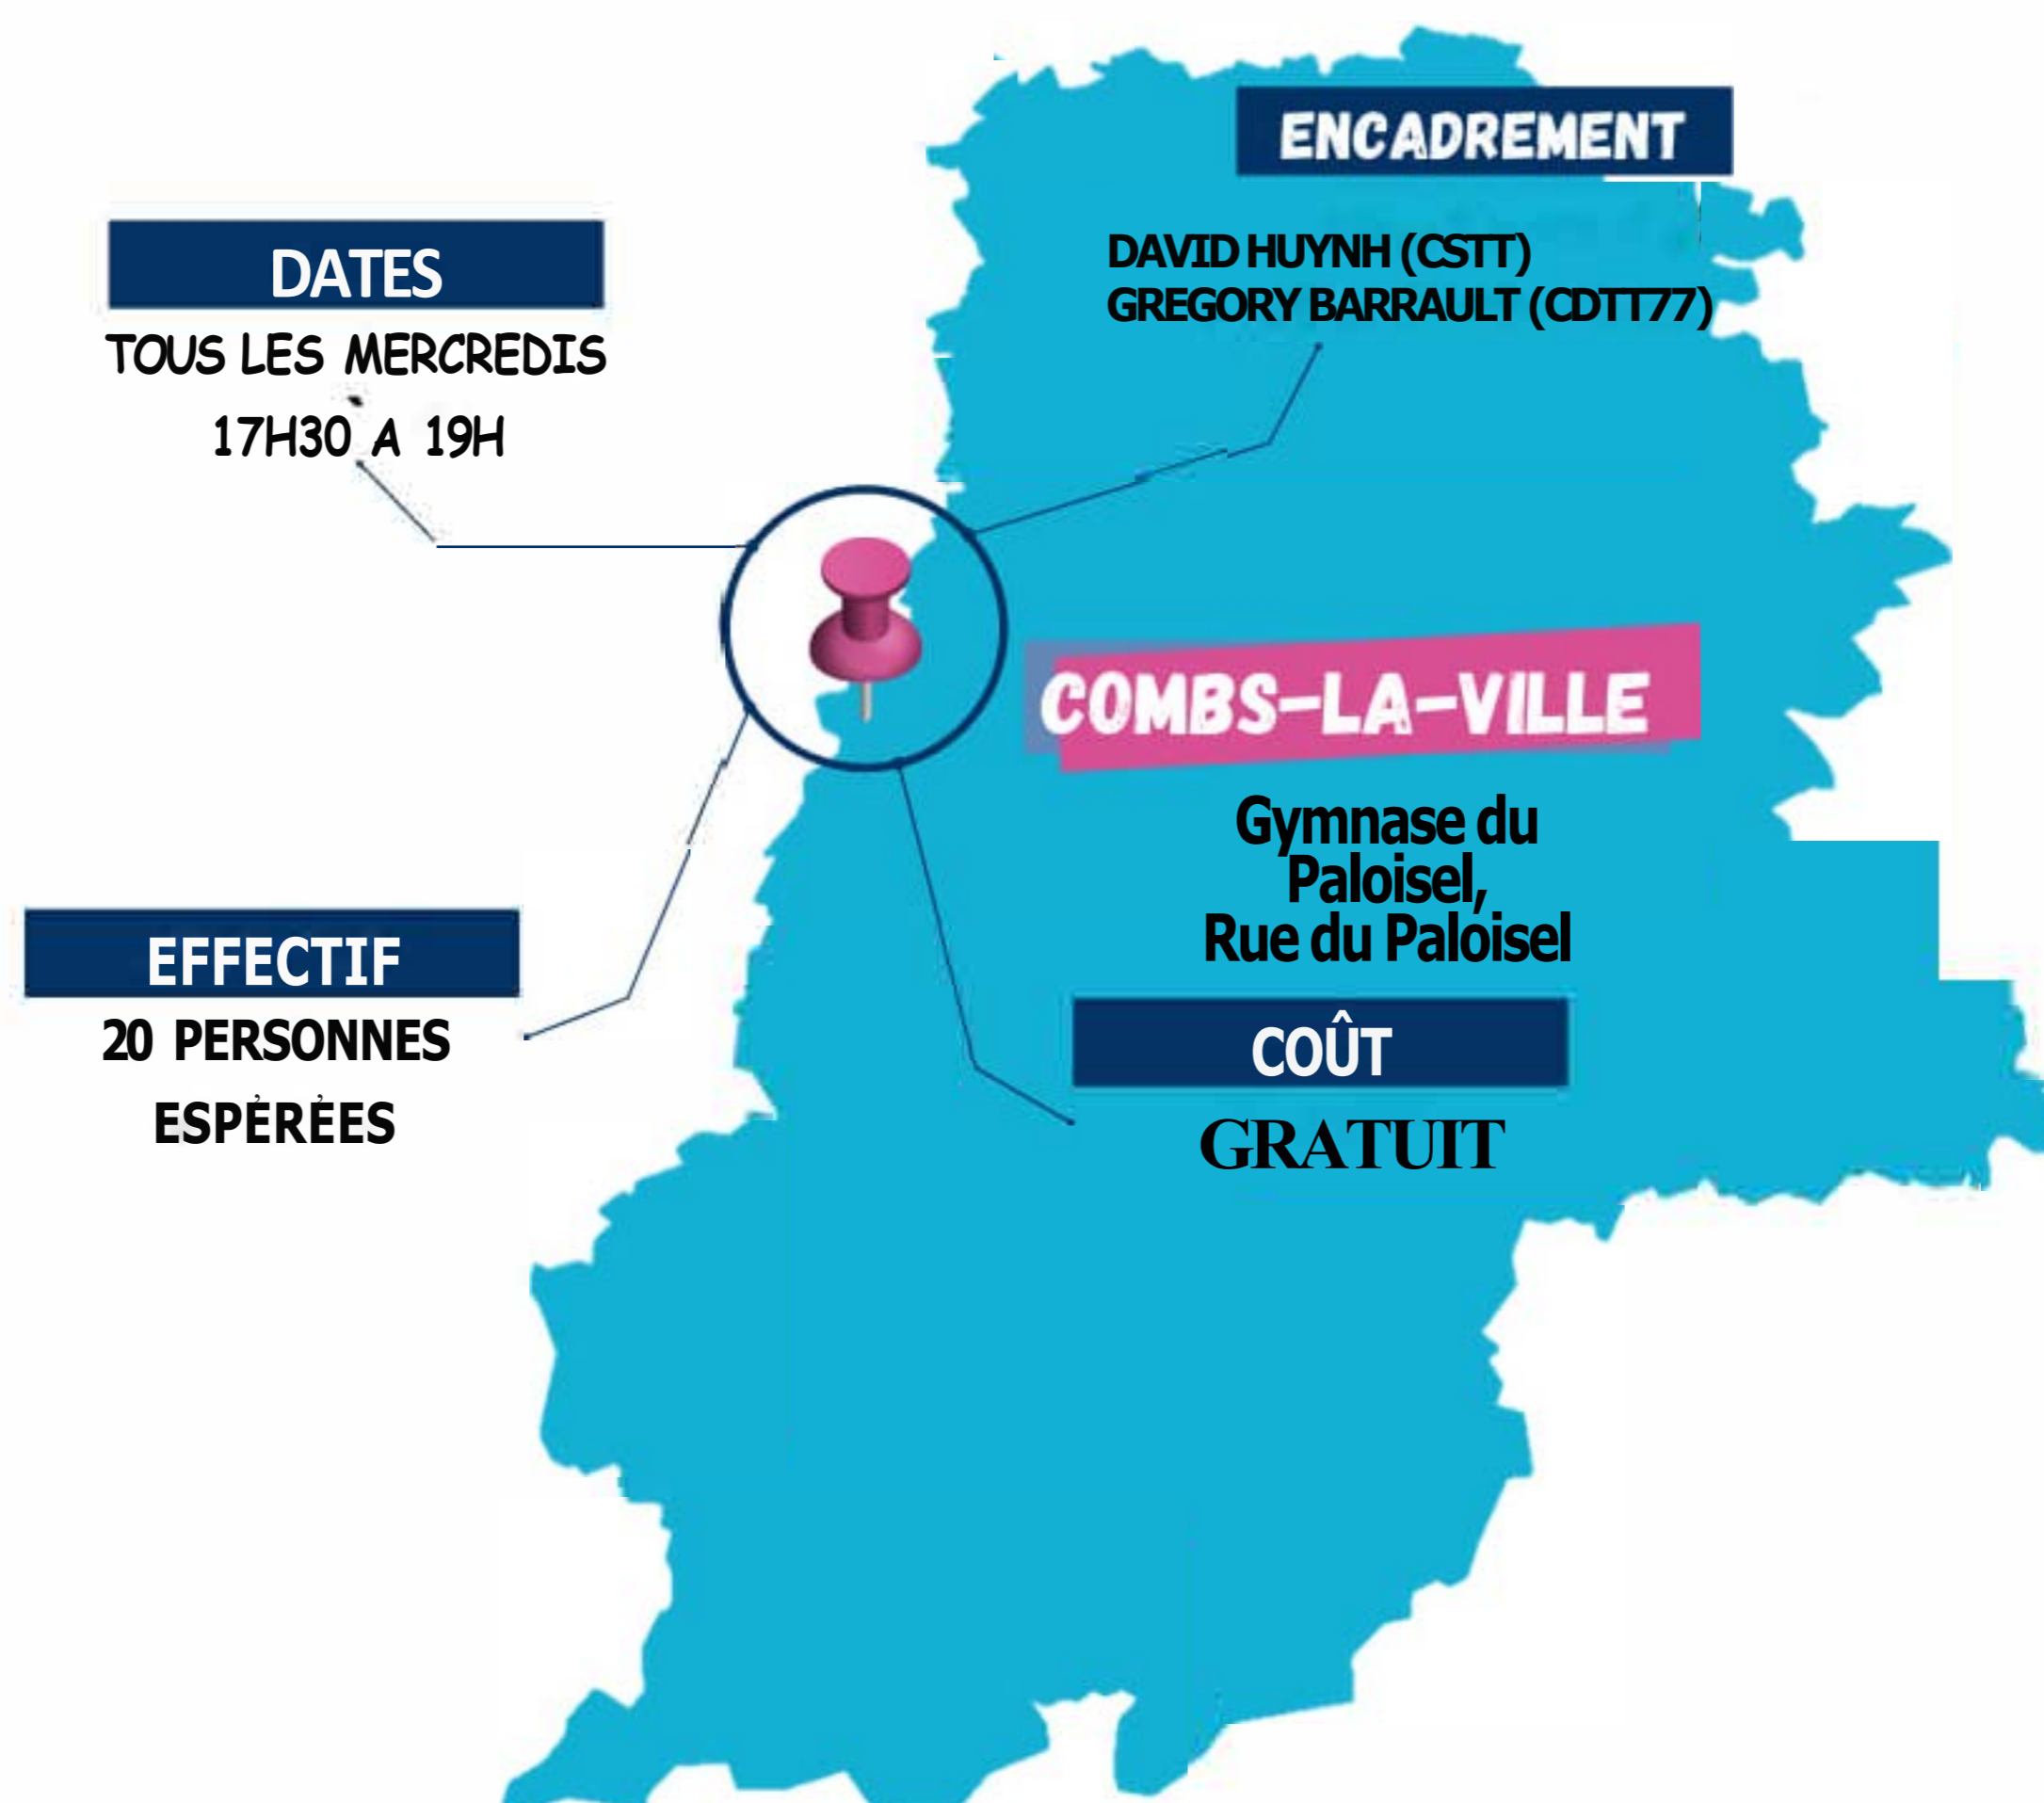 ENCADREMENT
DAVID HUYNH (CSTT)
GREGORY BARRAULT (CDTT77)
DATES
TOUS LES MERCREDIS
17H30 A 19H
COMBS-LA-VILLE
Gymnase du
Paloisel,
Rue du Paloisel
EFFECTIF
20 PERSONNES
ESPÉRÉES
COÛT
GRATUIT